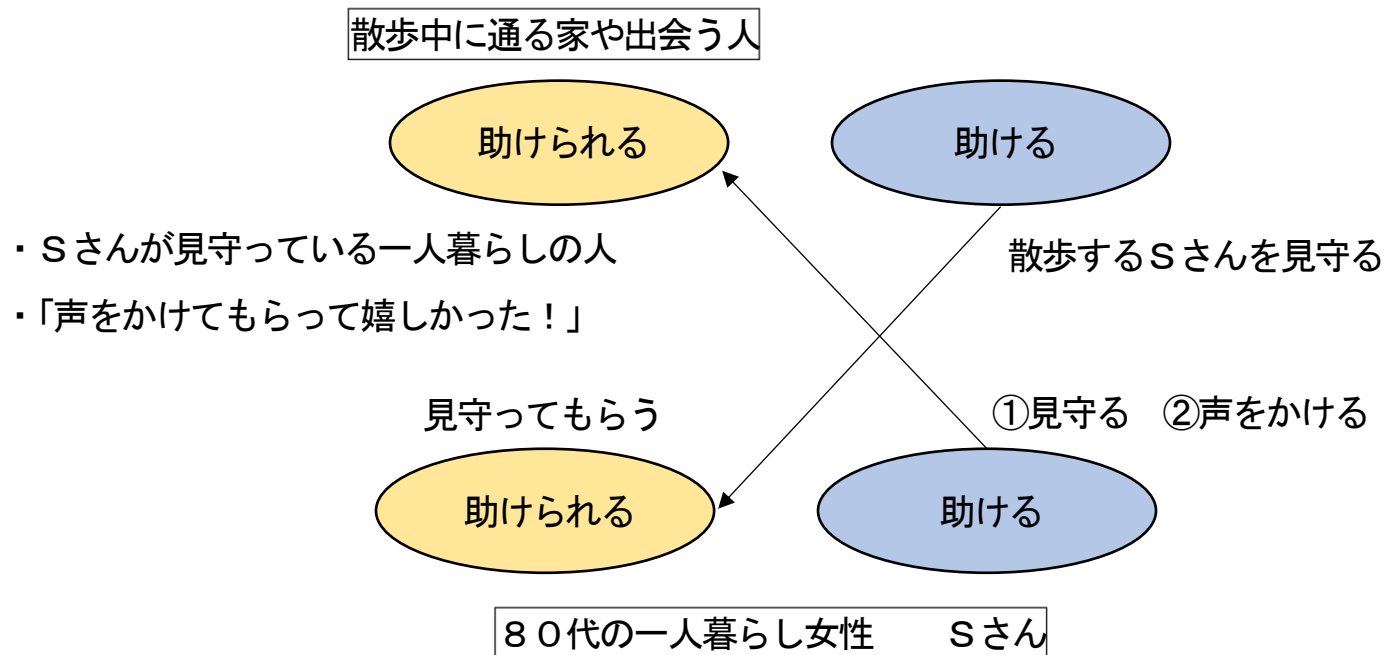 散歩中に通る家や出会う人
助けられる
助ける
・Sさんが見守っている一人暮らしの人
散歩するSさんを見守る
・「声をかけてもらって嬉しかった！」
見守ってもらう
①見守る　②声をかける
助けられる
助ける
８０代の一人暮らし女性　　Sさん